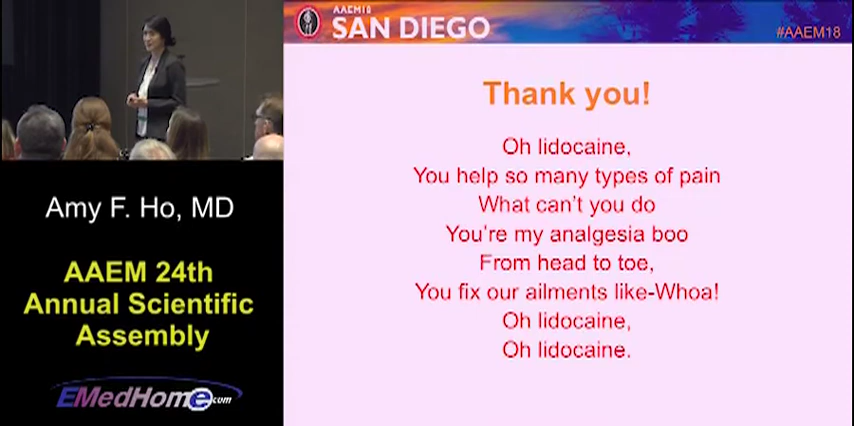 AAEM18
SAN DIEGO
#AAEM18
Thank you!
Oh lidocaine,
You help so many types of pain
What can't you do
You're my analgesia boo
From head to toe,
You fix our ailments like-Whoa!
Oh lidocaine,
Oh lidocaine.
Amy F. Ho, MD
AAEM 24th
Annual Scientific
Assembly
EMedHome.com